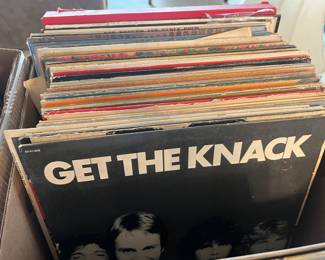 GET THE KNACK